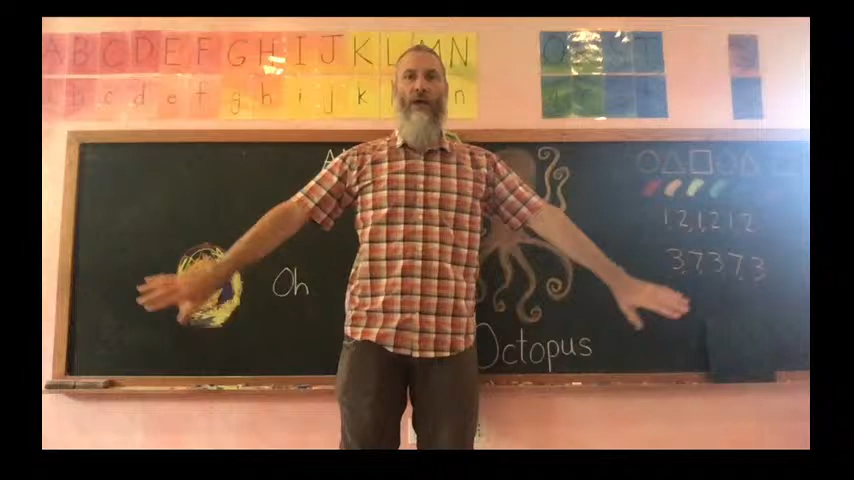 A B C D E F G H I J K L M N
b c d e f g h i j k n
Oh
Octopus
1,2,1,2 1 2
3,7,3,7,3